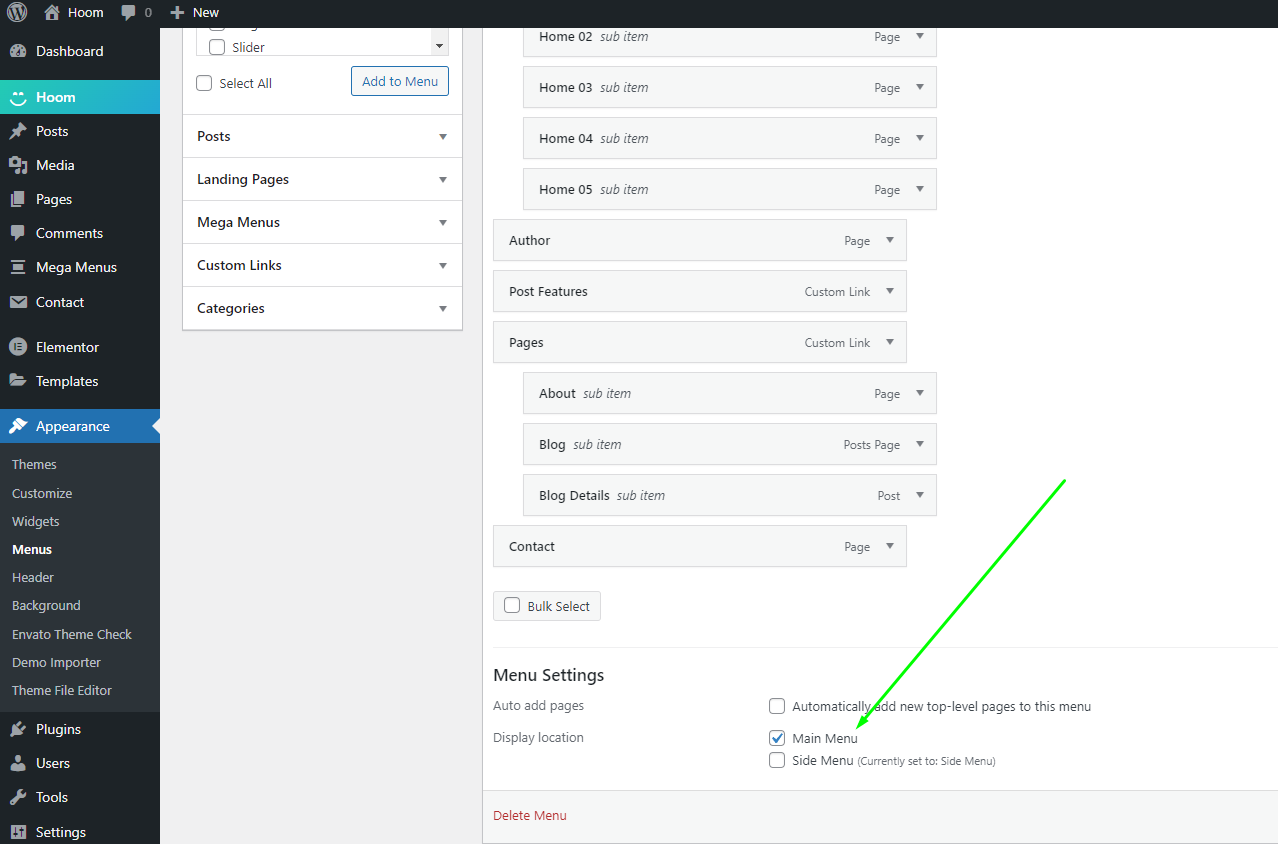 Hoom 0 New
Dashboard
Hoom
Posts
Media
Pages
Comments
Mega Menus
Contact
Elementor
Templates
Appearance
Themes
Customize
Widgets
Menus
Header
Background
Envato Theme Check
Demo Importer
Theme File Editor
Plugins
Users
Tools
Settings
Slider
Select All Add to Menu
Posts
Landing Pages
Mega Menus
Custom Links
Categories
Home 02 sub item Page
Home 03 sub item Page
Home 04 sub item Page
Home 05 sub item Page
Author Page
Post Features Custom Link
Pages Custom Link
About sub item Page
Blog sub item Posts Page
Blog Details sub item Post
Contact Page
Bulk Select
Menu Settings
Auto add pages Automatically add new top-level pages to this menu
Display location Main Menu
Side Menu (Currently set to: Side Menu)
Delete Menu